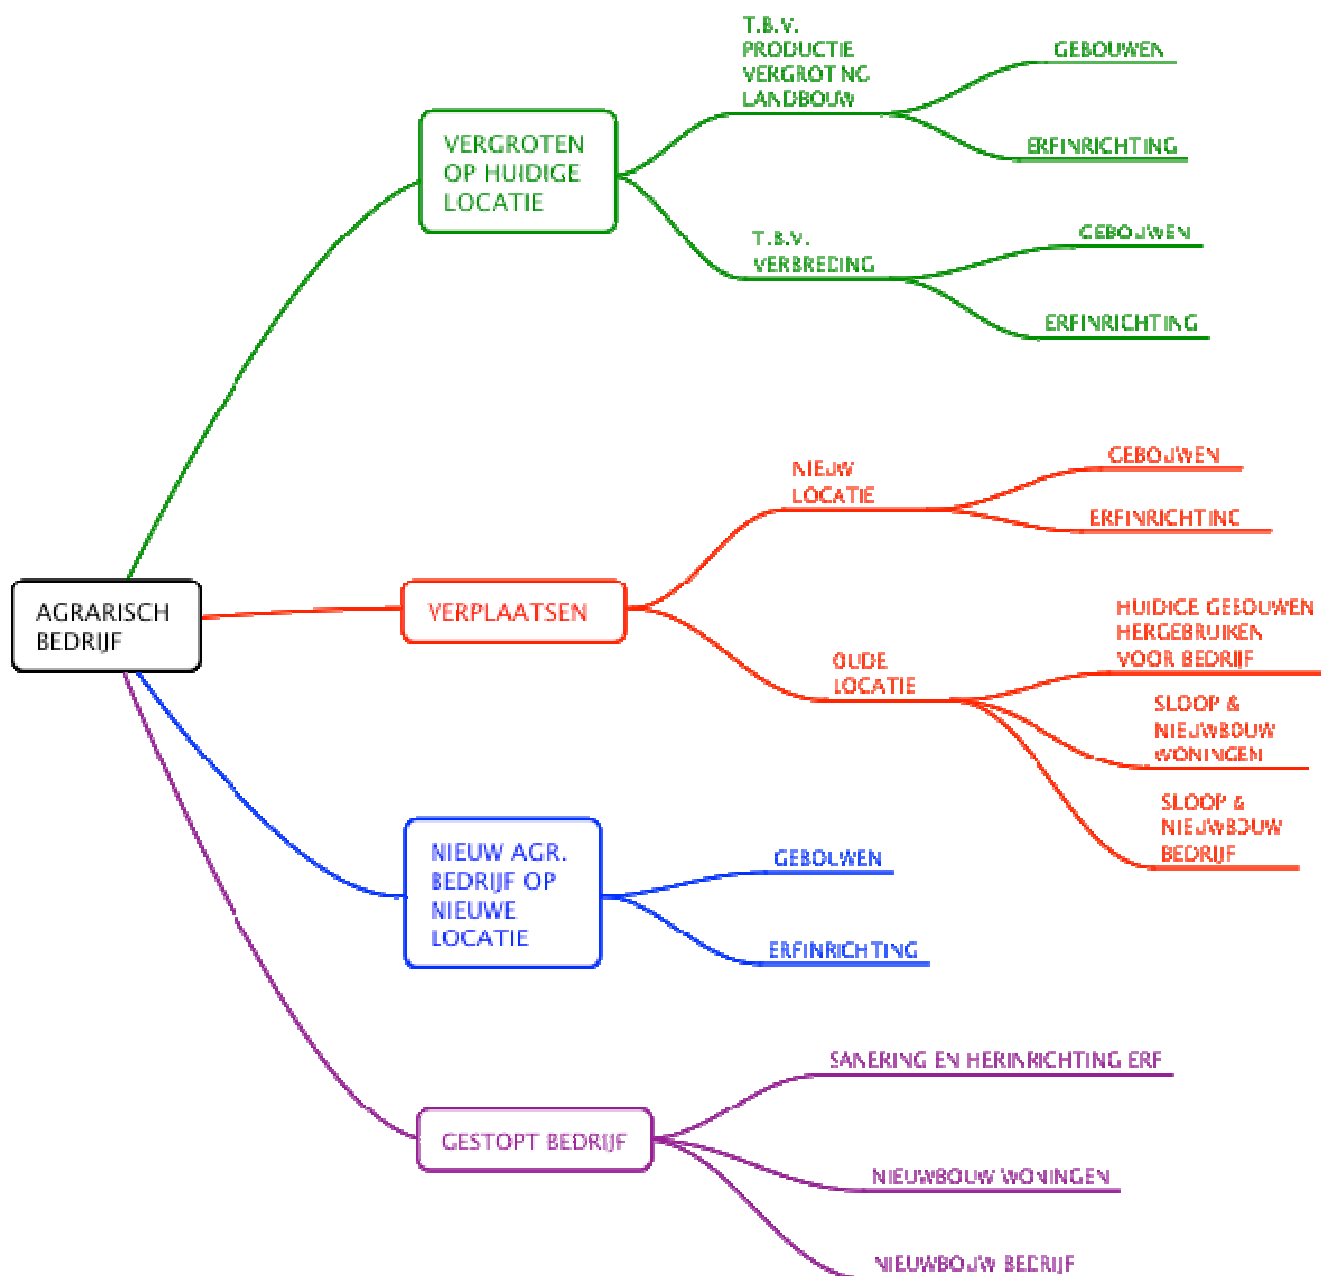 T.B.V.
PRODUCTIE
VERGROTING
LANDBOUW
GEBOUWEN
ERFINRICHTING
VERGROTEN
OP HUIDIGE
LOCATIE
T.B.V.
VERBREDING
GEBOUWEN
ERFINRICHTING
NIEUW
LOCATIE
GEBOUWEN
ERFINRICHTING
AGRARISCH
BEDRIJF
VERPLAATSEN
OUDE
LOCATIE
HUIDIGE GEBOUWEN
HERGEBRUIKEN
VOOR BEDRIJF
SLOOP &
NIEUWBOUW
WONINGEN
SLOOP &
NIEUWBOUW
BEDRIJF
NIEUW AGR.
BEDRIJF OP
NIEUWE
LOCATIE
GEBOUWEN
ERFINRICHTING
GESTOPT BEDRIJF
SANERING EN HERINRICHTING ERF
NIEUWBOUW WONINGEN
NIEUWBOUW BEDRIJF